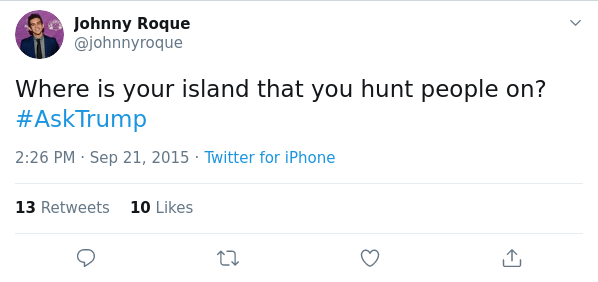 Johnny Roque
@johnnyroque
Where is your island that you hunt people on?
#AskTrump
2:26 PM · Sep 21, 2015 · Twitter for iPhone
13 Retweets 10 Likes